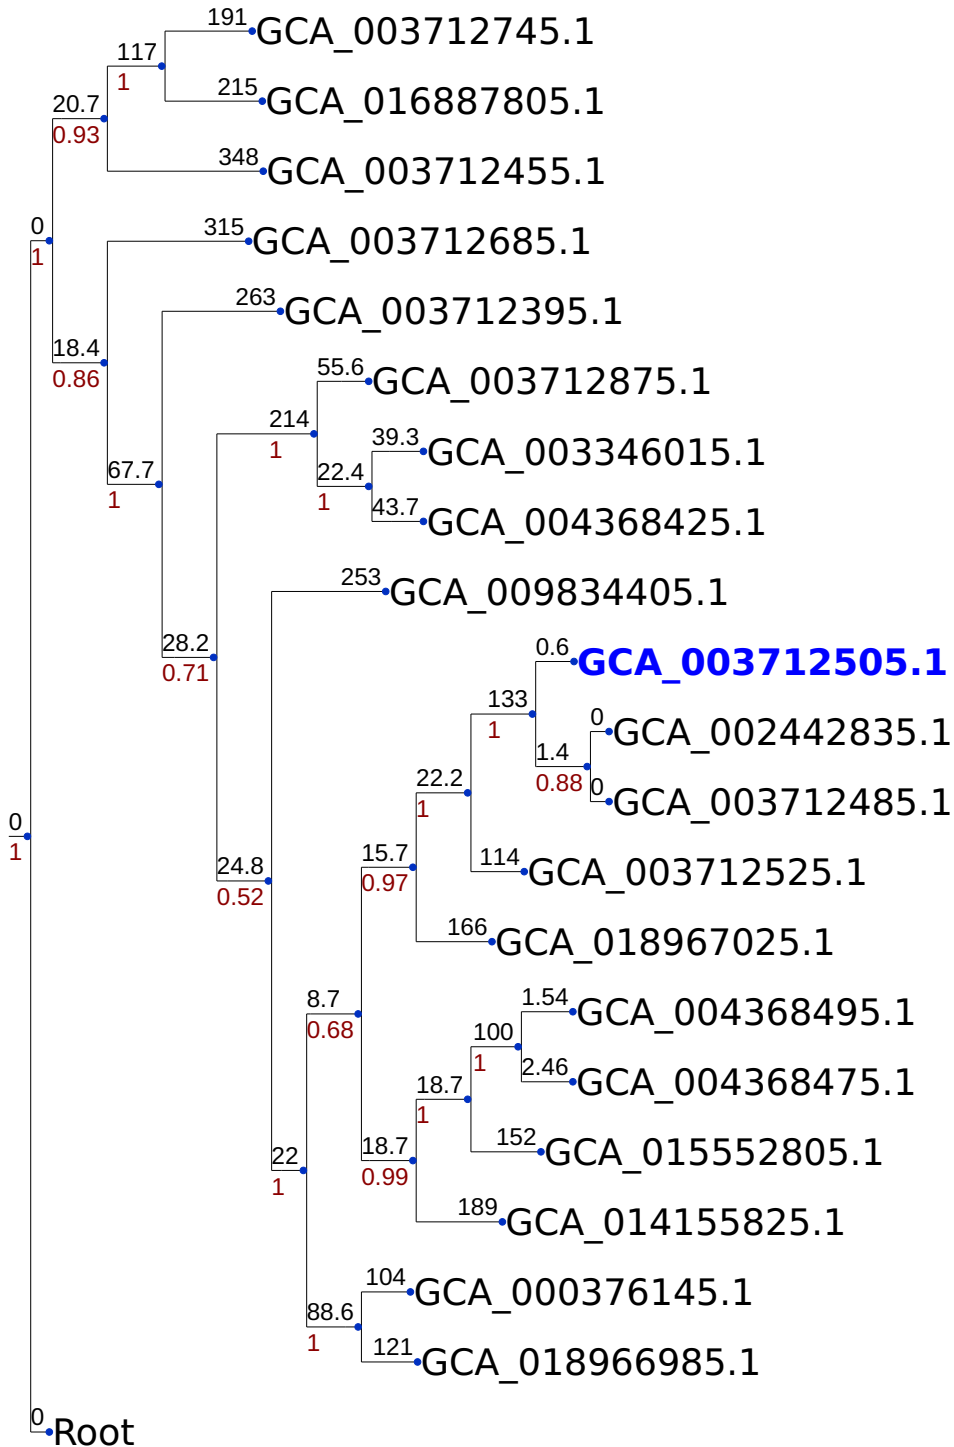 191
GCA_003712745.1
117
1
215
GCA_016887805.1
20.7
0.93
348
GCA_003712455.1
0
1
315
GCA_003712685.1
263
GCA_003712395.1
18.4
0.86
55.6
GCA_003712875.1
214
1
39.3
GCA_003346015.1
22.4
1
43.7
GCA_004368425.1
67.7
1
253
GCA_009834405.1
28.2
0.71
0.6
GCA_003712505.1
133
1
0
GCA_002442835.1
1.4
0.88
0
GCA_003712485.1
22.2
1
0
1
15.7
0.97
114
GCA_003712525.1
24.8
0.52
166
GCA_018967025.1
8.7
0.68
1.54
GCA_004368495.1
100
1
2.46
GCA_004368475.1
18.7
1
152
GCA_015552805.1
18.7
0.99
22
1
189
GCA_014155825.1
104
GCA_000376145.1
88.6
1
121
GCA_018966985.1
0
Root